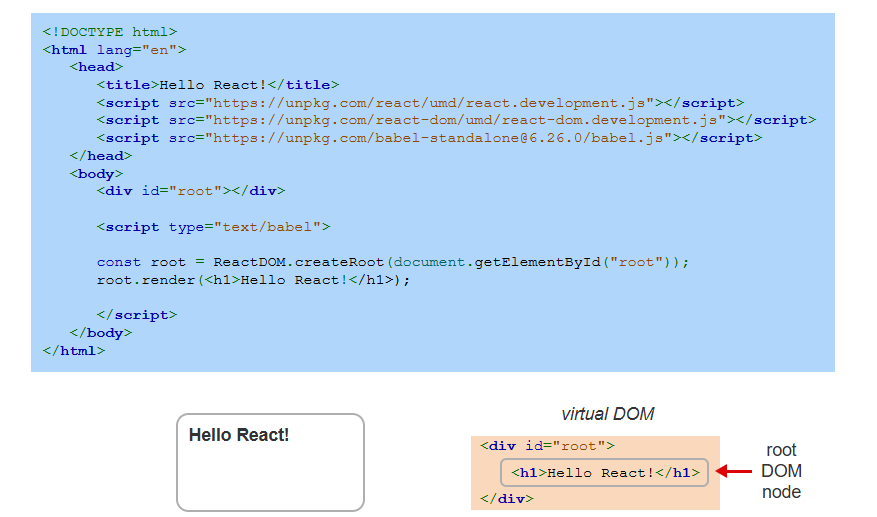 <!DOCTYPE html>
<html lang="en">
<head>
<title>Hello React!</title>
<script src="https://unpkg.com/react/umd/react.development.js"></script>
<script src="https://unpkg.com/react-dom/umd/react-dom.development.js"></script>
<script src="https://unpkg.com/babel-standalone@6.26.0/babel.js"></script>
</head>
<body>
<div id="root"></div>
<script type="text/babel">
const root = ReactDOM.createRoot(document.getElementById("root"));
root.render(<h1>Hello React!</h1>);
</script>
</body>
</html>
Hello React!
virtual DOM
<div id="root">
<h1>Hello React!</h1>
</div>
root
DOM
node